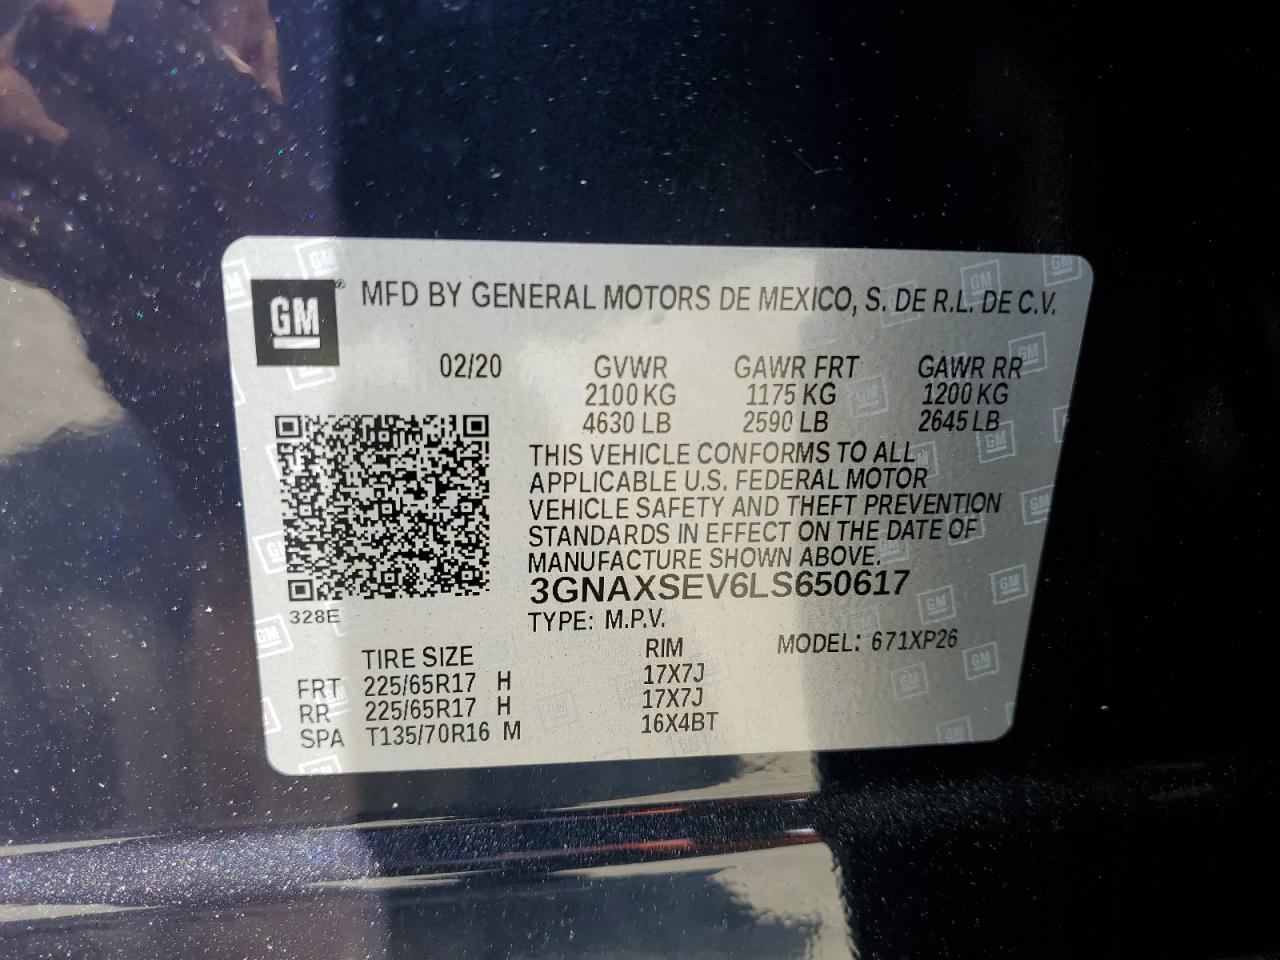 GM ® MFD BY GENERAL MOTORS DE MEXICO, S. DE R.L. DE C.V.
02/20 GVWR GAWR FRT GAWR RR
2100 KG 1175 KG 1200 KG
4630 LB 2590 LB 2645 LB
THIS VEHICLE CONFORMS TO ALL
APPLICABLE U.S. FEDERAL MOTOR
VEHICLE SAFETY AND THEFT PREVENTION
STANDARDS IN EFFECT ON THE DATE OF
MANUFACTURE SHOWN ABOVE.
3GNAXSEV6LS650617
328E
TYPE: M.P.V.
TIRE SIZE RIM MODEL: 671XP26
FRT 225/65R17 H 17X7J
RR 225/65R17 H 17X7J
SPA T135/70R16 M 16X4BT